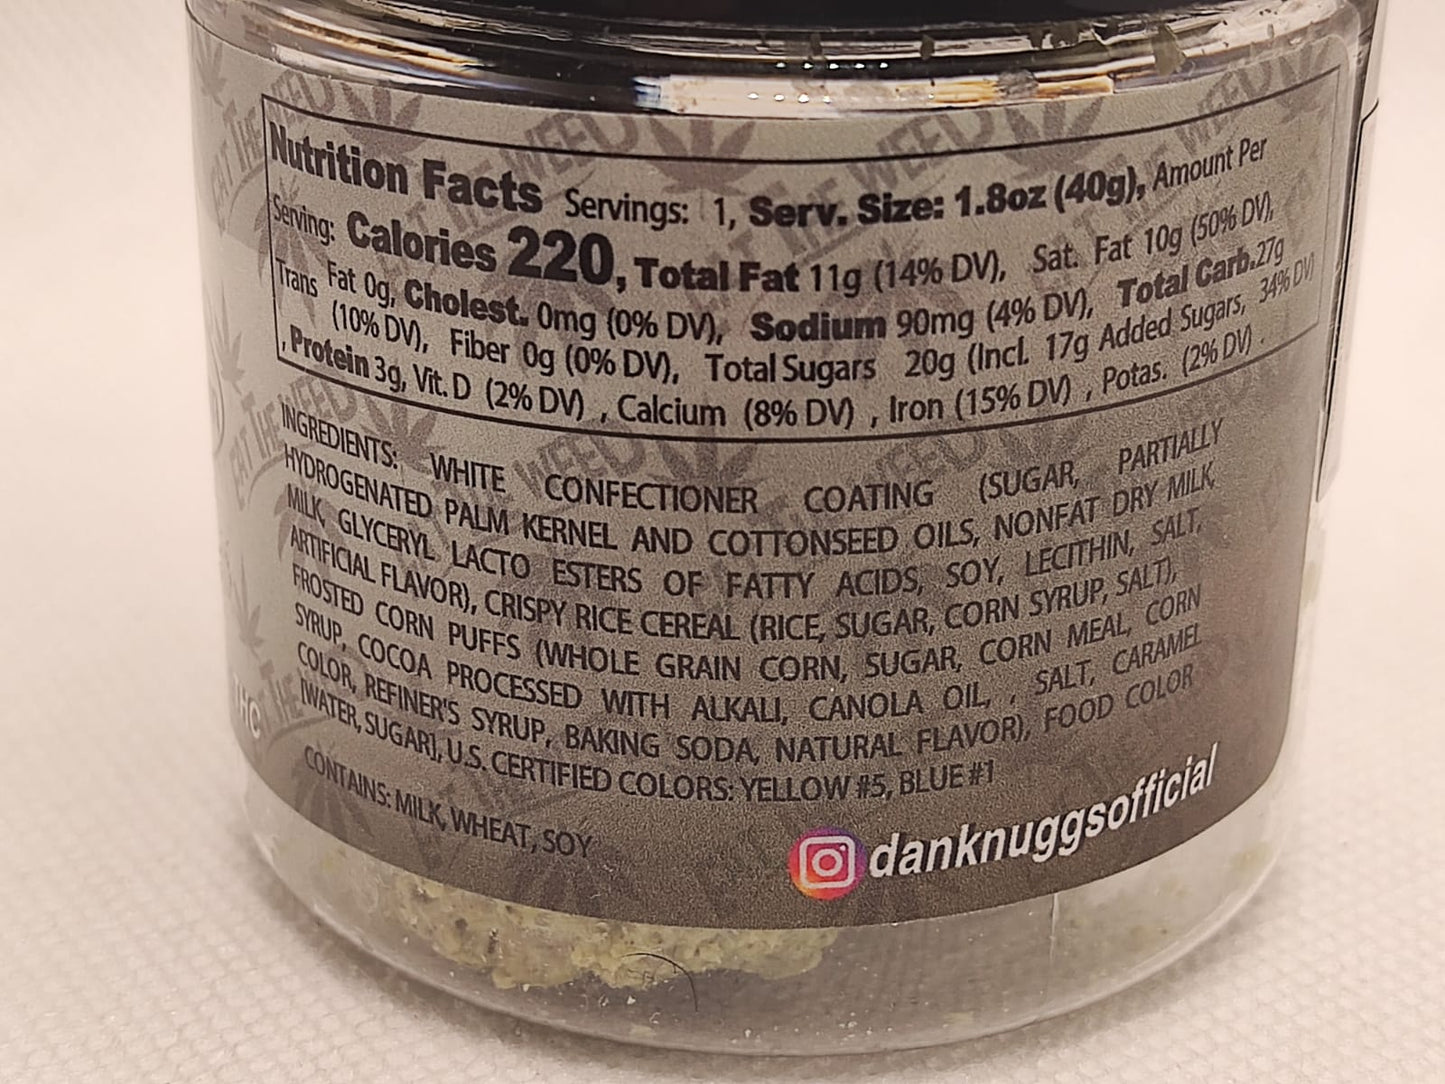 Nutrition Facts Servings: 1, Serv. Size: 1.8oz (40g), Amount Per
Serving: Calories 220, Total Fat 11g (14% DV), Sat. Fat 10g (50% DV),
Trans Fat 0g, Cholest. 0mg (0% DV), Sodium 90mg (4% DV), Total Carb.27g
(10% DV), Fiber 0g (0% DV), Total Sugars 20g (Incl. 17g Added Sugars, 34% DV)
, Protein 3g, Vit. D (2% DV) , Calcium (8% DV) , Iron (15% DV) , Potas. (2% DV) .
INGREDIENTS: WHITE CONFECTIONER COATING (SUGAR, PARTIALLY
HYDROGENATED PALM KERNEL AND COTTONSEED OILS, NONFAT DRY MILK
MILK, GLYCERYL LACTO ESTERS OF FATTY ACIDS, SOY, LECITHIN, SALT,
ARTIFICIAL FLAVOR), CRISPY RICE CEREAL (RICE, SUGAR, CORN SYRUP, SALT),
FROSTED CORN PUFFS (WHOLE GRAIN CORN, SUGAR, CORN MEAL, CORN
SYRUP, COCOA PROCESSED WITH ALKALI, CANOLA OIL, , SALT, CARAMEL
COLOR, REFINER'S SYRUP, BAKING SODA, NATURAL FLAVOR), FOOD COLOR
[WATER, SUGAR], U.S. CERTIFIED COLORS: YELLOW #5, BLUE #1
CONTAINS: MILK, WHEAT, SOY
danknuggsofficial
EAT THE WEED
EAT THE WEED
THC